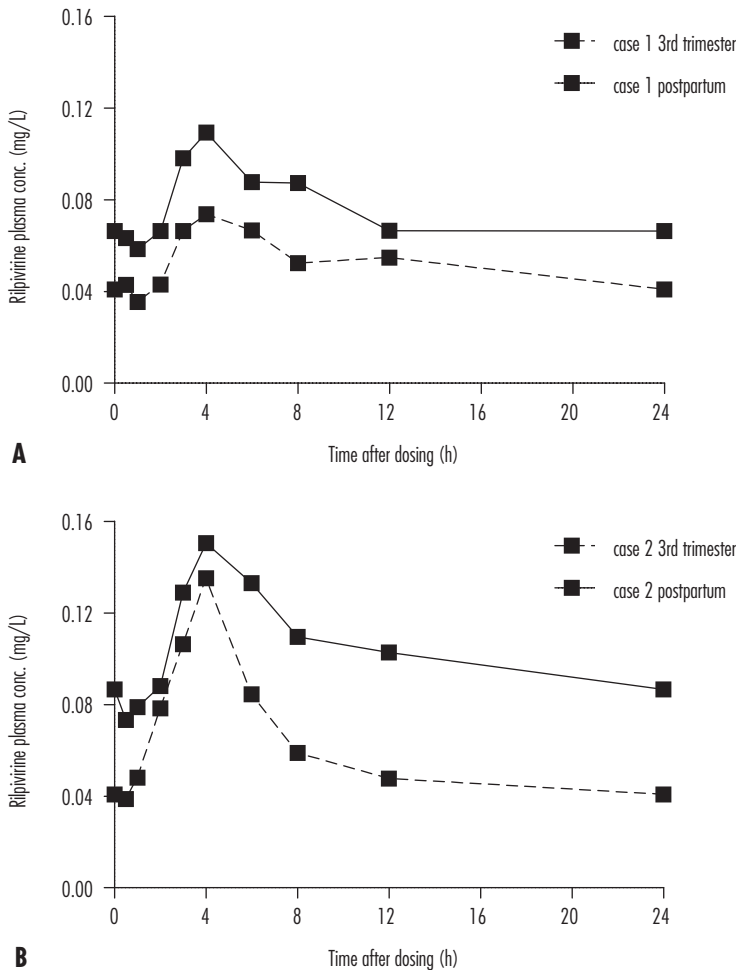 0.16
0.12
0.08
0.04
0.00
Rilpivirine plasma conc. (mg/L)
case 1 3rd trimester
case 1 postpartum
0 4 8 12 16 20 24
Time after dosing (h)
A
0.16
0.12
0.08
0.04
0.00
Rilpivirine plasma conc. (mg/L)
case 2 3rd trimester
case 2 postpartum
0 4 8 12 16 20 24
Time after dosing (h)
B